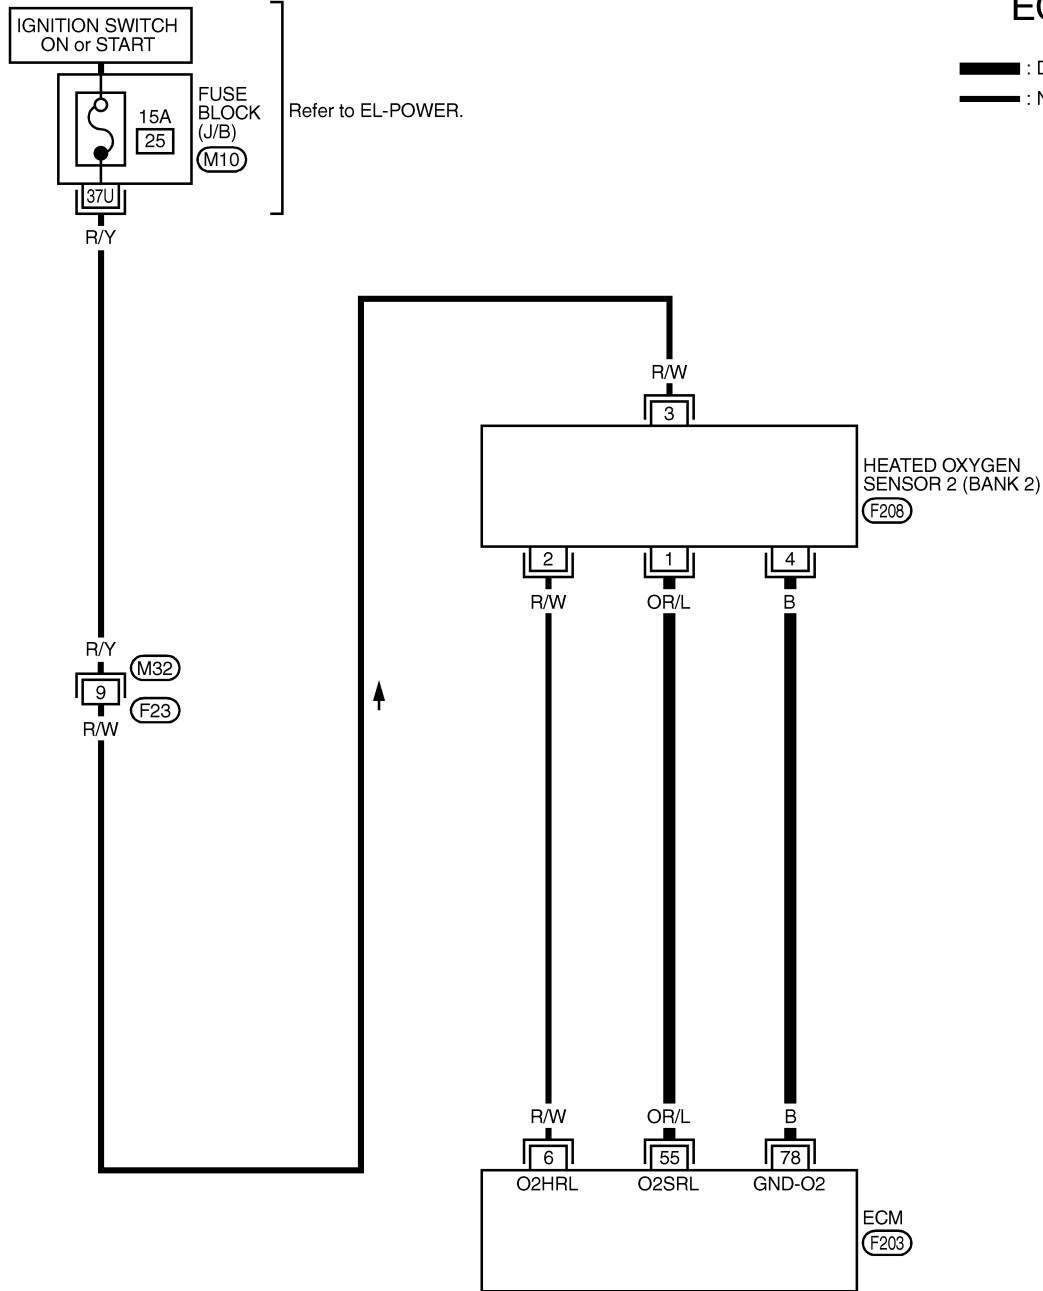 IGNITION SWITCH
ON or START
FUSE
BLOCK
(J/B)
M10
15A
25
37U
Refer to EL-POWER.
: D
: N
R/Y
R/W
3
HEATED OXYGEN
SENSOR 2 (BANK 2)
F208
2
1
4
R/W
OR/L
B
R/Y
M32
9
F23
R/W
R/W
OR/L
B
6
55
78
O2HRL
O2SRL
GND-O2
ECM
F203